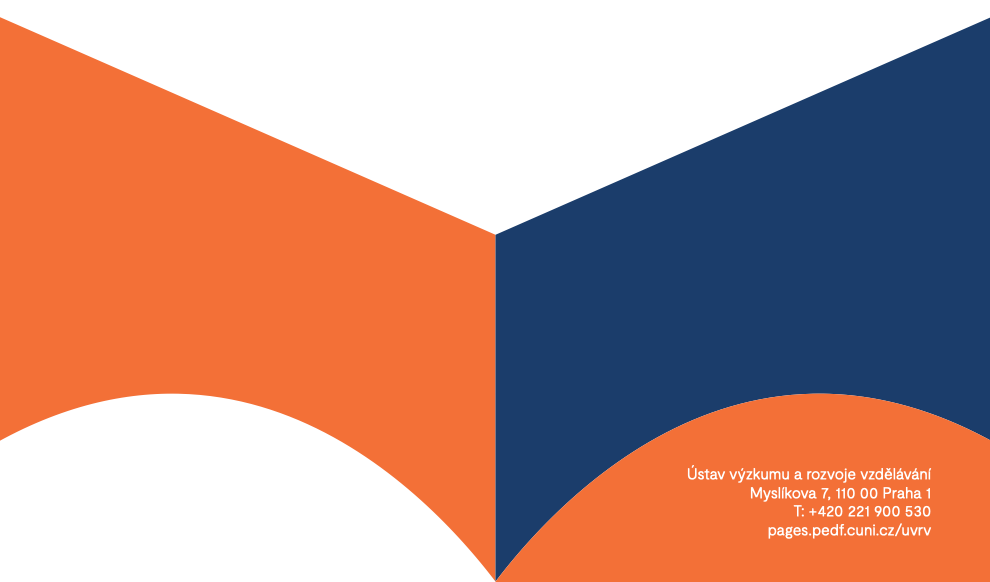 Ústav výzkumu a rozvoje vzdělávání
Myslíkova 7, 110 00 Praha 1
T: +420 221 900 530
pages.pedf.cuni.cz/uvrv